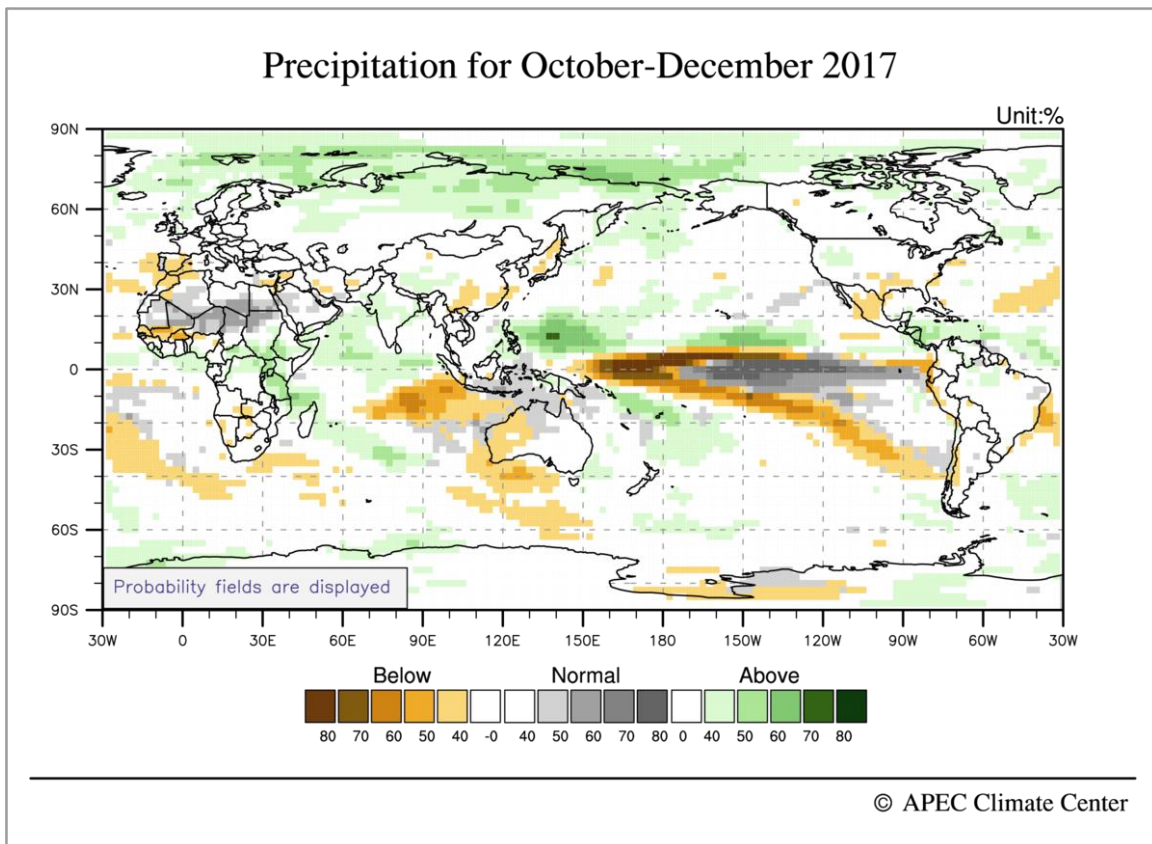 Precipitation for October-December 2017
Unit:%
90N
60N
30N
0
30S
60S
90S
Probability fields are displayed
30W 0 30E 60E 90E 120E 150E 180 150W 120W 90W 60W 30W
Below Normal Above
80 70 60 50 40 -0 40 50 60 70 80 0 40 50 60 70 80
© APEC Climate Center